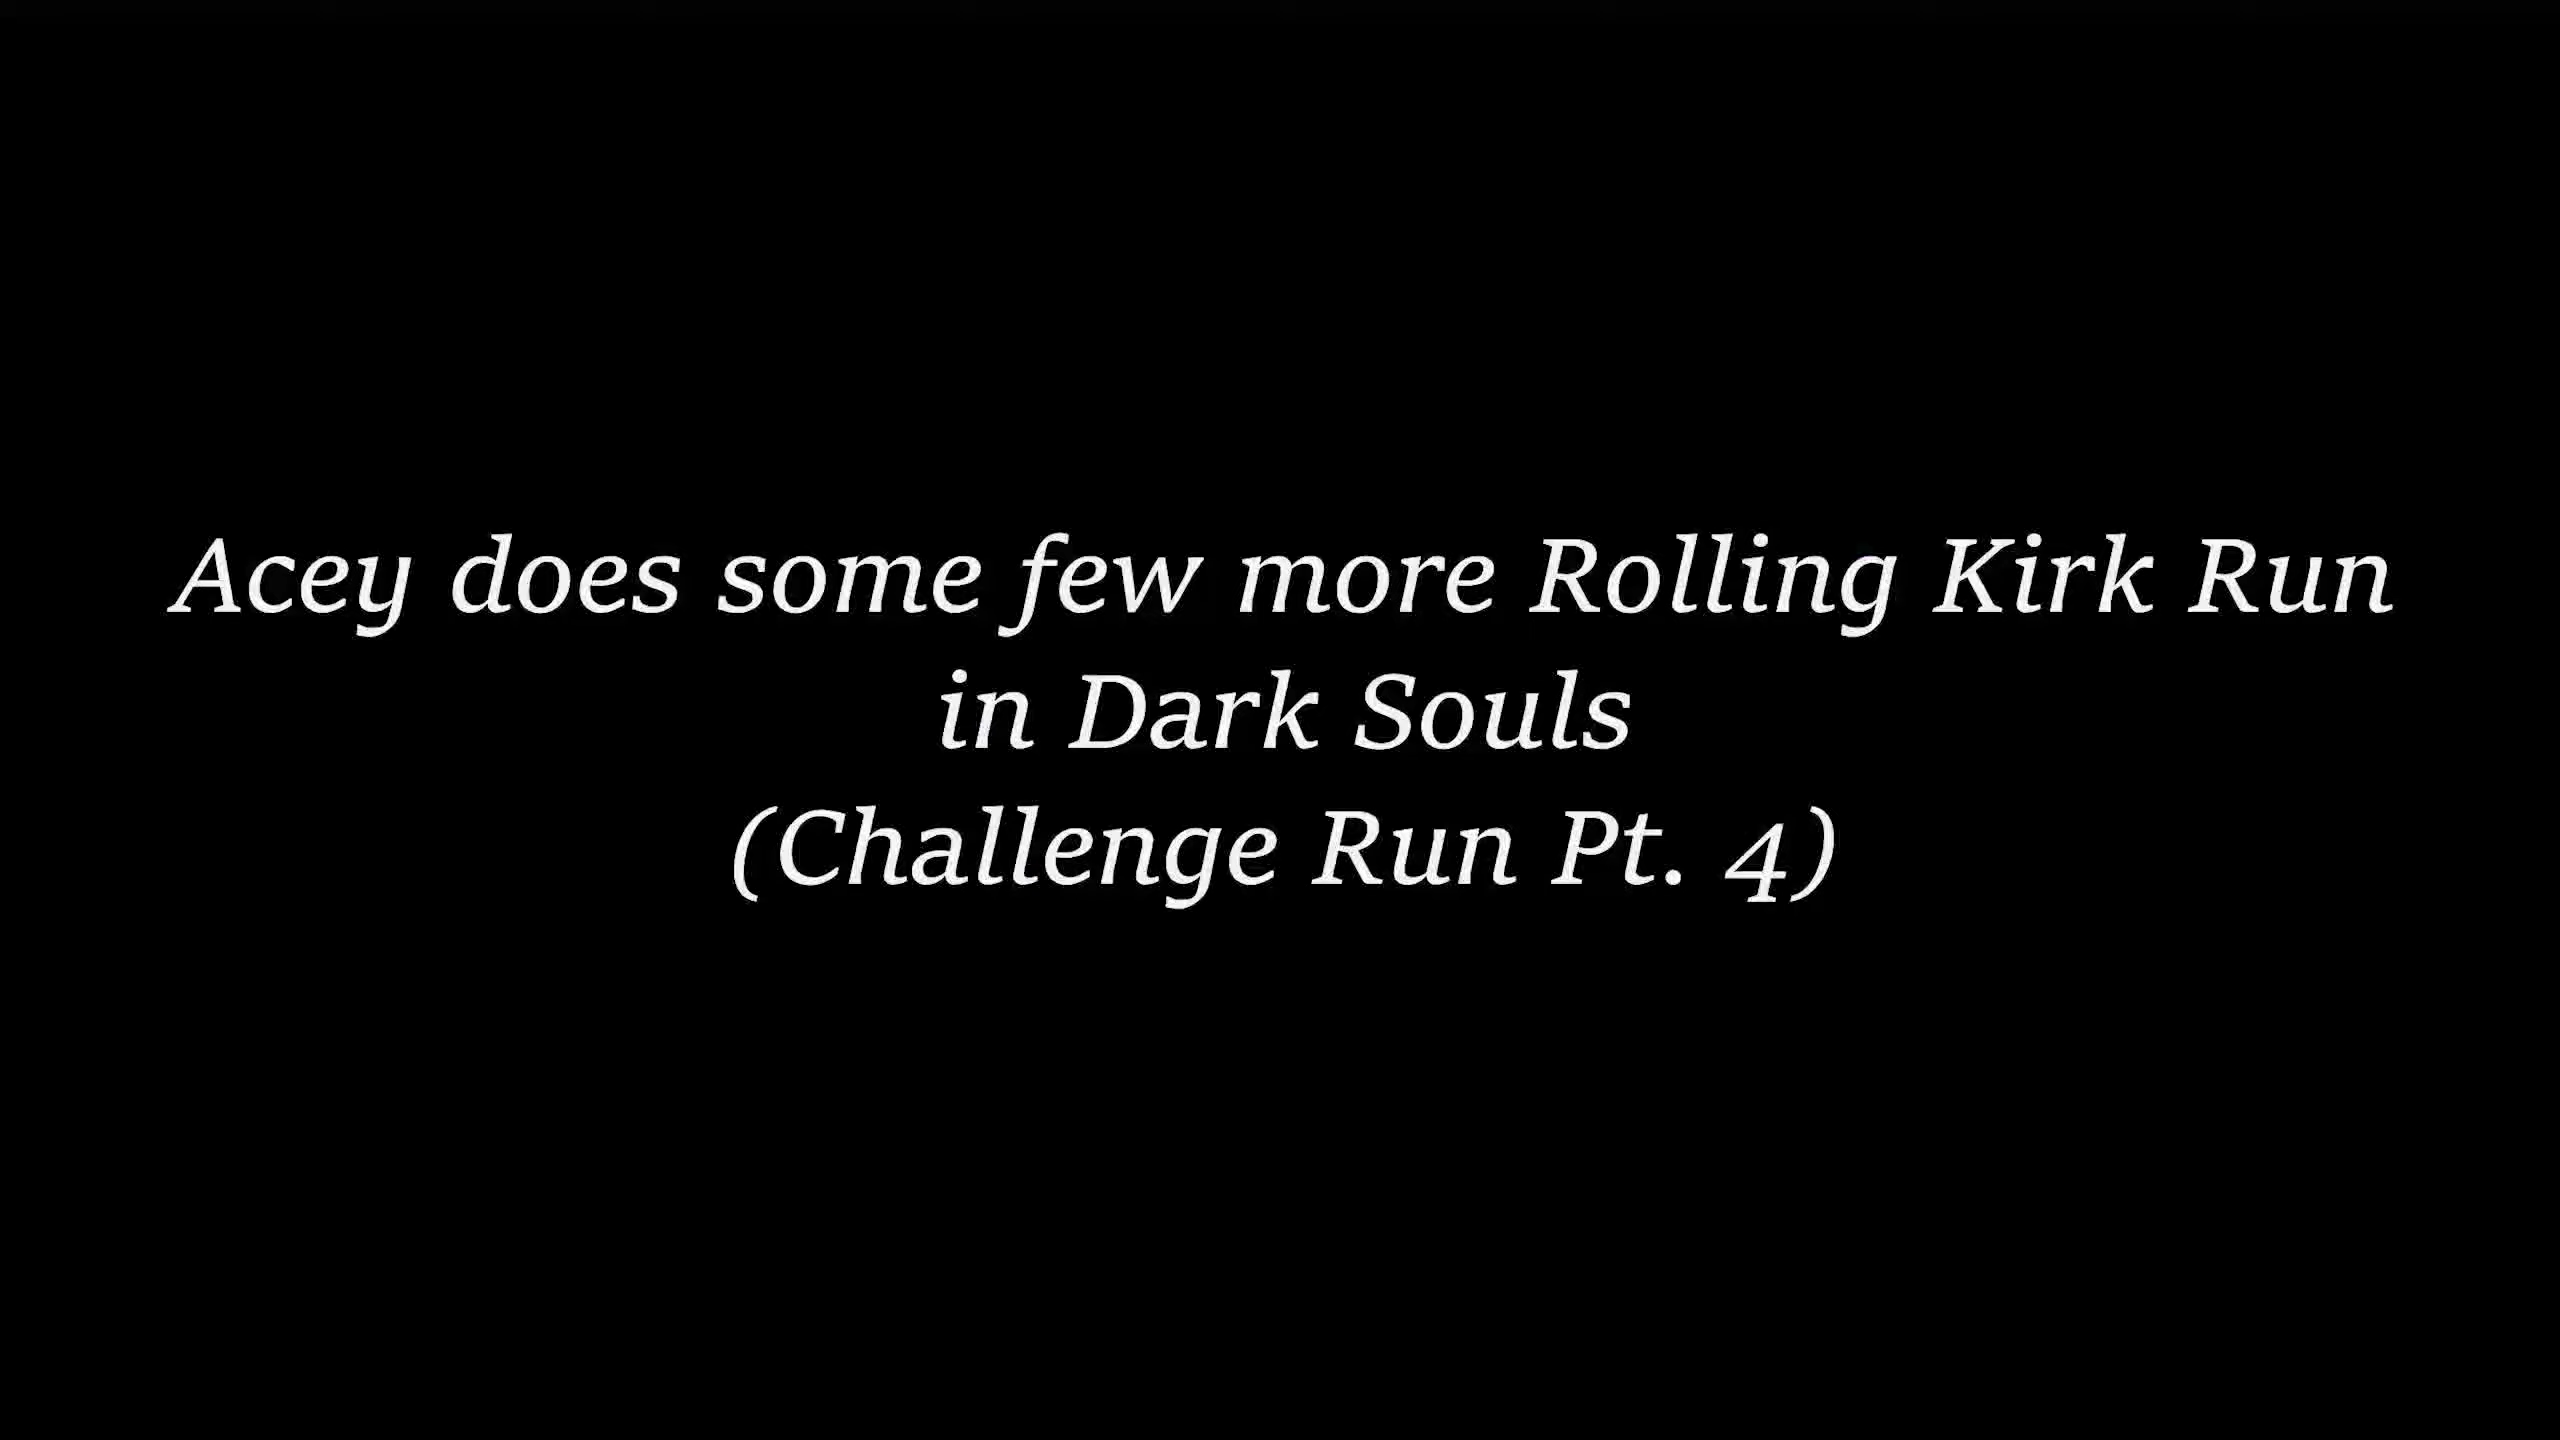 Acey does some few more Rolling Kirk Run
in Dark Souls
(Challenge Run Pt. 4)